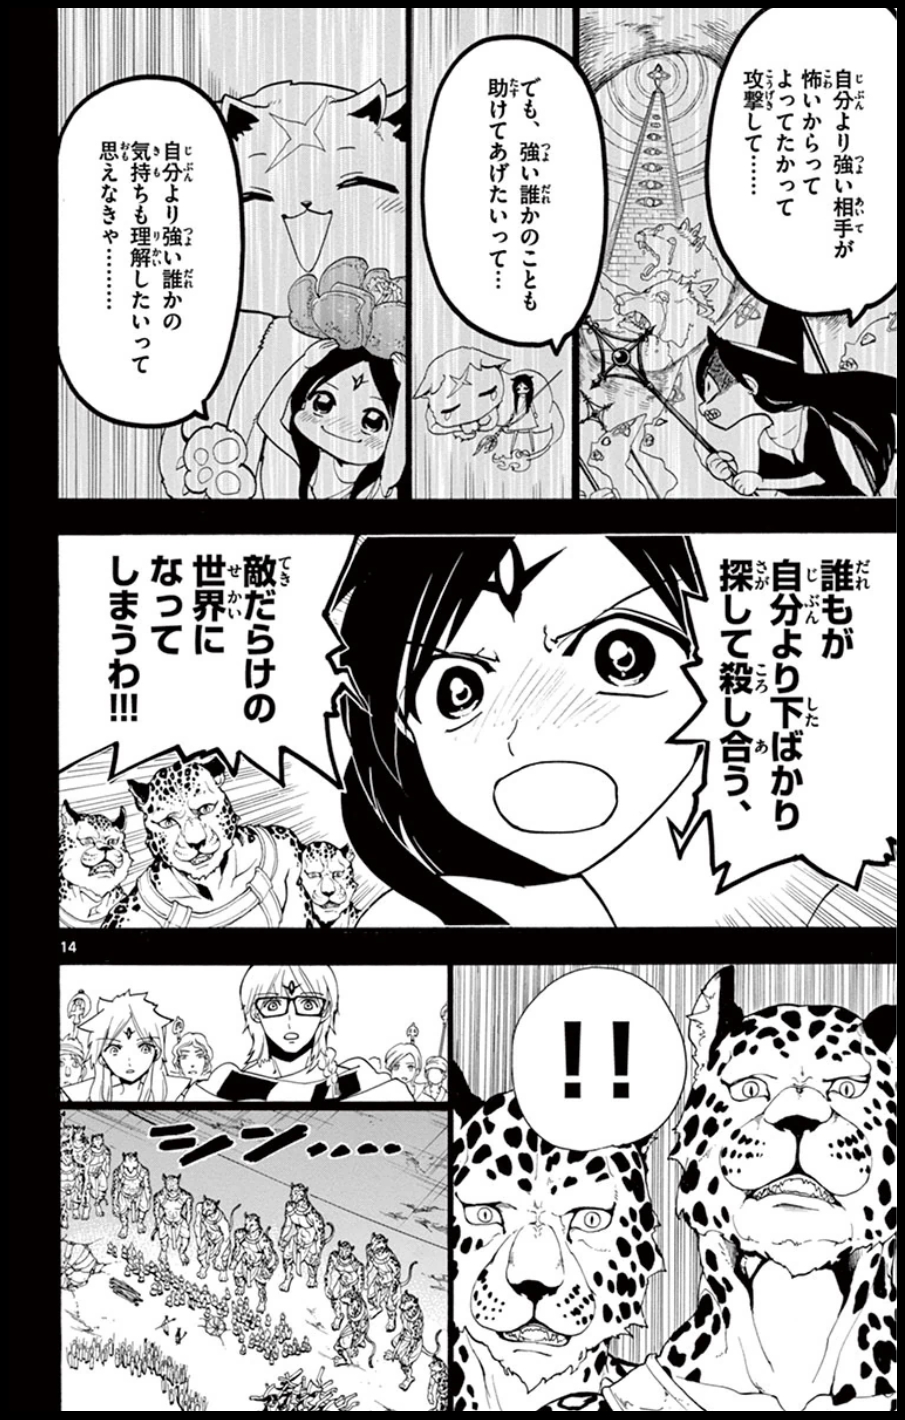 自分より強い相手が
怖いからって
よってたかって
攻撃して……
でも、強い誰かのことも
助けてあげたいって…
自分より強い誰かの
気持ちも理解したいって
思えなきゃ………
誰もが
自分より下ばかり
探して殺し合う、
敵だらけの
世界に
なって
しまうわ!!!
14
!!
シン……